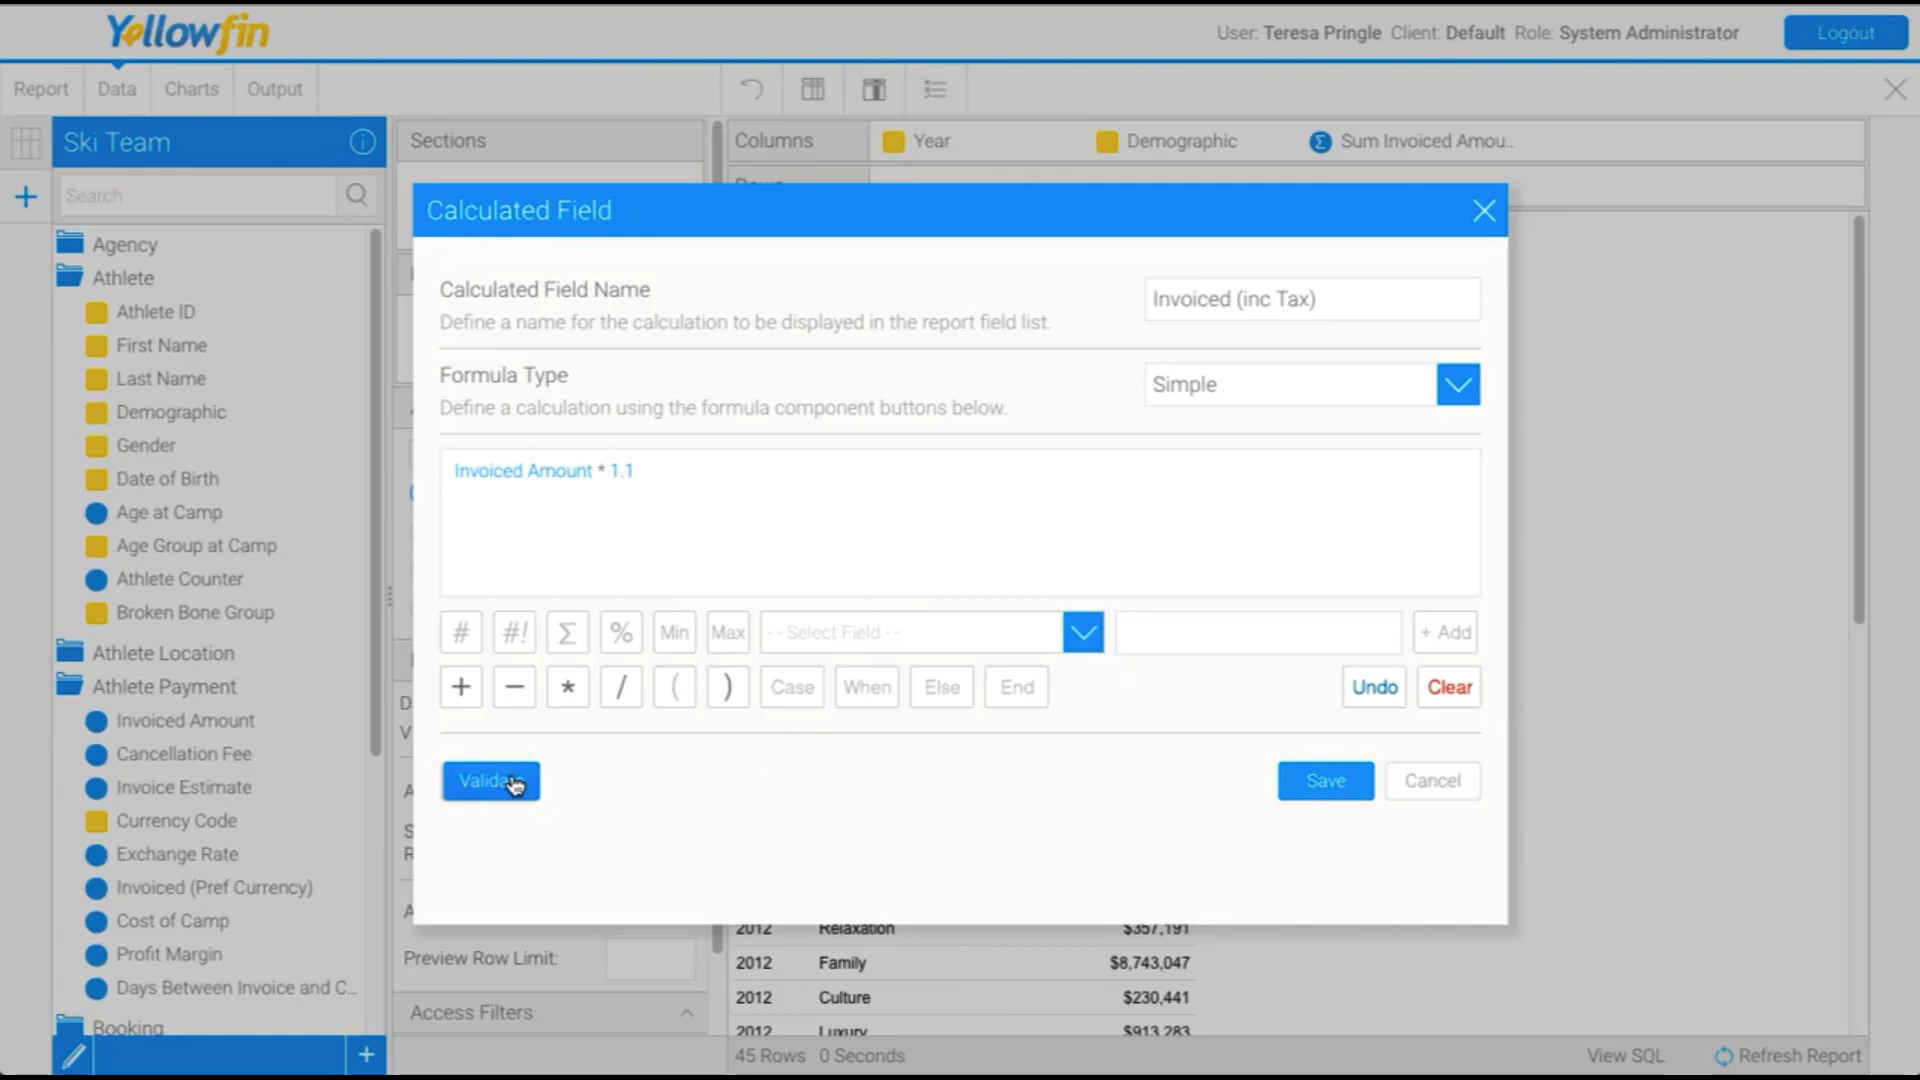 Yellowfin
User: Teresa Pringle Client: Default Role: System Administrator
Logout
Report
Data
Charts
Output
Ski Team
Search
Agency
Athlete
Athlete ID
First Name
Last Name
Demographic
Gender
Date of Birth
Age at Camp
Age Group at Camp
Athlete Counter
Broken Bone Group
Athlete Location
Athlete Payment
Invoiced Amount
Cancellation Fee
Invoice Estimate
Currency Code
Exchange Rate
Invoiced (Pref Currency)
Cost of Camp
Profit Margin
Days Between Invoice and C...
Booking
Sections
Columns
Year
Demographic
Sum Invoiced Amou...
Calculated Field
Calculated Field Name
Define a name for the calculation to be displayed in the report field list.
Invoiced (inc Tax)
Formula Type
Define a calculation using the formula component buttons below.
Simple
Invoiced Amount * 1.1
# #! Σ % Min Max -- Select Field -- + Add
+ − * / ( ) Case When Else End Undo Clear
Save
Cancel
Preview Row Limit:
Access Filters
2012 Relaxation $357,191
2012 Family $8,743,047
2012 Culture $230,441
2012 Luxury $913,283
45 Rows 0 Seconds
View SQL
Refresh Report